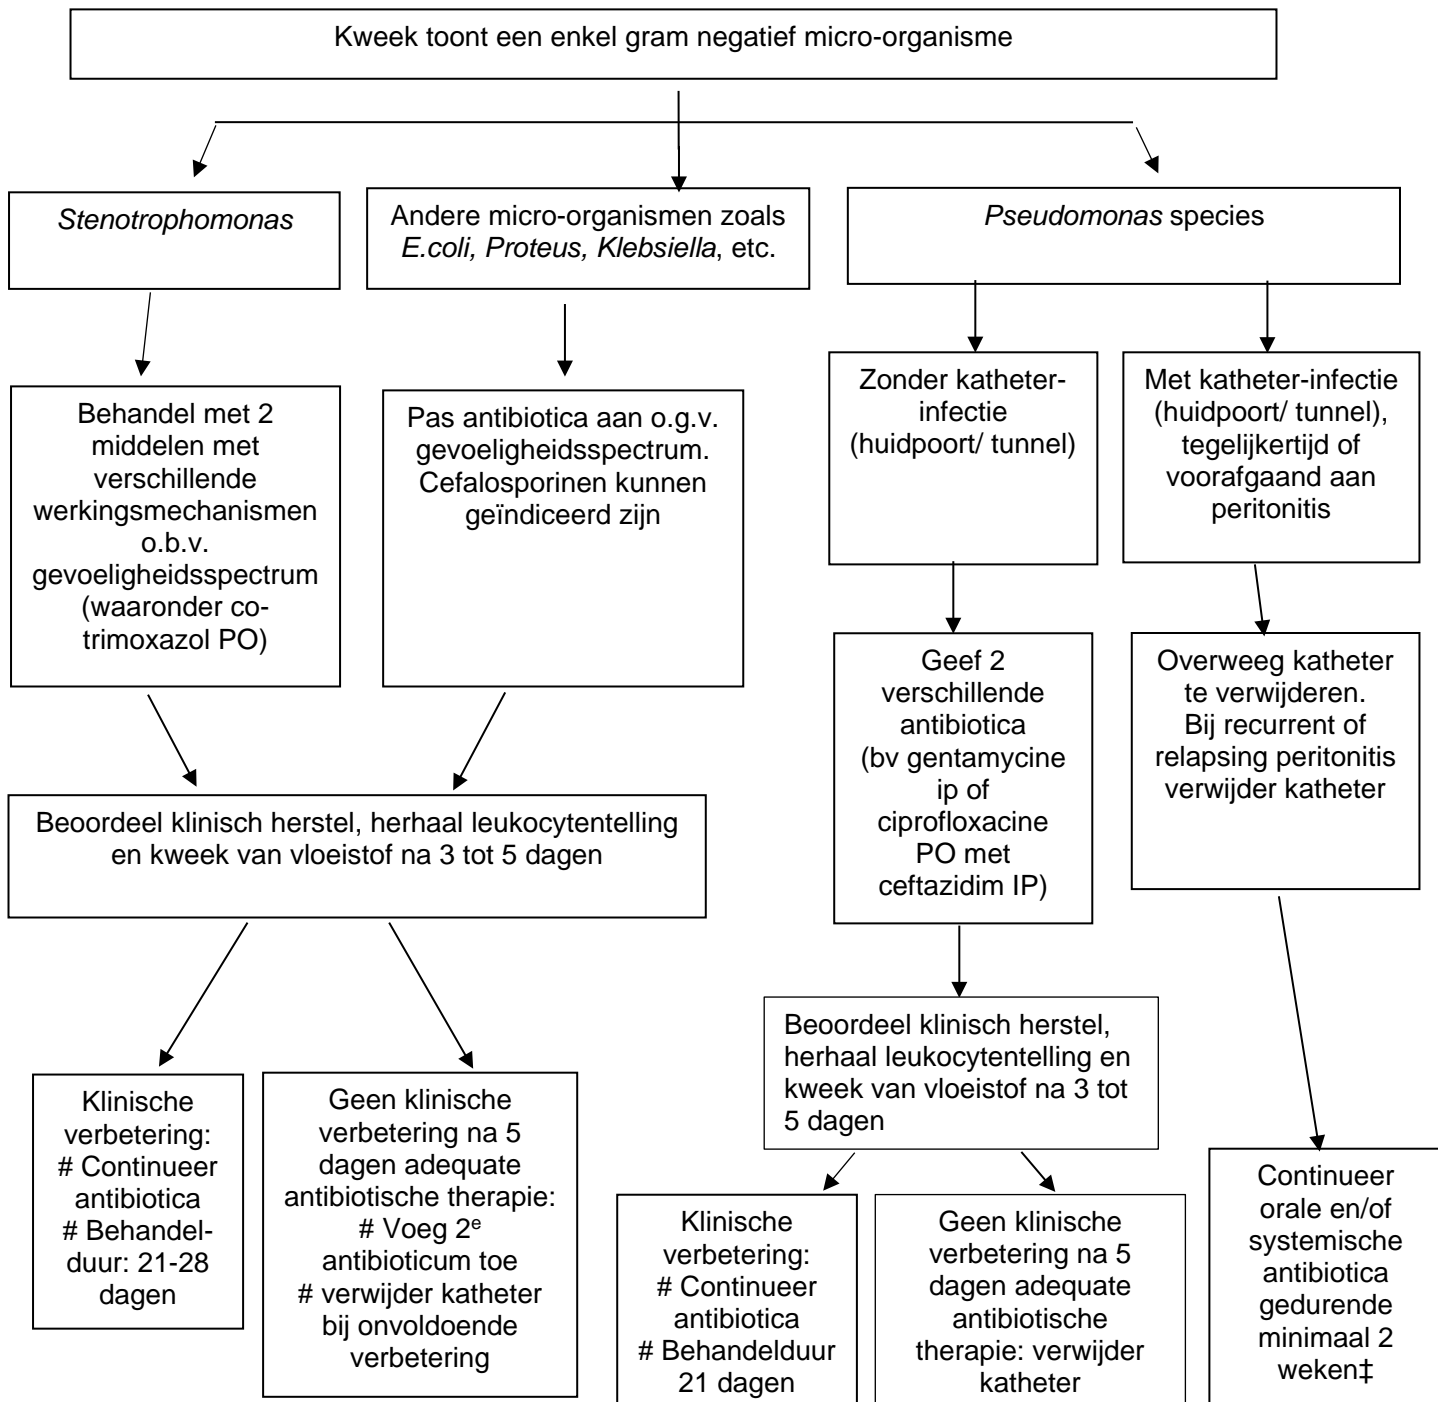 Kweek toont een enkel gram negatief micro-organisme
Stenotrophomonas
Andere micro-organismen zoals
E.coli, Proteus, Klebsiella, etc.
Pseudomonas species
Behandel met 2
middelen met
verschillende
werkingsmechanismen
o.b.v.
gevoeligheidsspectrum
(waaronder co-
trimoxazol PO)
Pas antibiotica aan o.g.v.
gevoeligheidsspectrum.
Cefalosporinen kunnen
geïndiceerd zijn
Zonder katheter-
infectie
(huidpoort/ tunnel)
Met katheter-infectie
(huidpoort/ tunnel),
tegelijkertijd of
voorafgaand aan
peritonitis
Geef 2
verschillende
antibiotica
(bv gentamycine
ip of
ciprofloxacine
PO met
ceftazidim IP)
Overweeg katheter
te verwijderen.
Bij recurrent of
relapsing peritonitis
verwijder katheter
Beoordeel klinisch herstel, herhaal leukocytentelling
en kweek van vloeistof na 3 tot 5 dagen
Beoordeel klinisch herstel,
herhaal leukocytentelling en
kweek van vloeistof na 3 tot
5 dagen
Klinische
verbetering:
# Continueer
antibiotica
# Behandel-
duur: 21-28
dagen
Geen klinische
verbetering na 5
dagen adequate
antibiotische therapie:
# Voeg 2e
antibioticum toe
# verwijder katheter
bij onvoldoende
verbetering
Klinische
verbetering:
# Continueer
antibiotica
# Behandelduur
21 dagen
Geen klinische
verbetering na 5
dagen adequate
antibiotische
therapie: verwijder
katheter
Continueer
orale en/of
systemische
antibiotica
gedurende
minimaal 2
weken‡